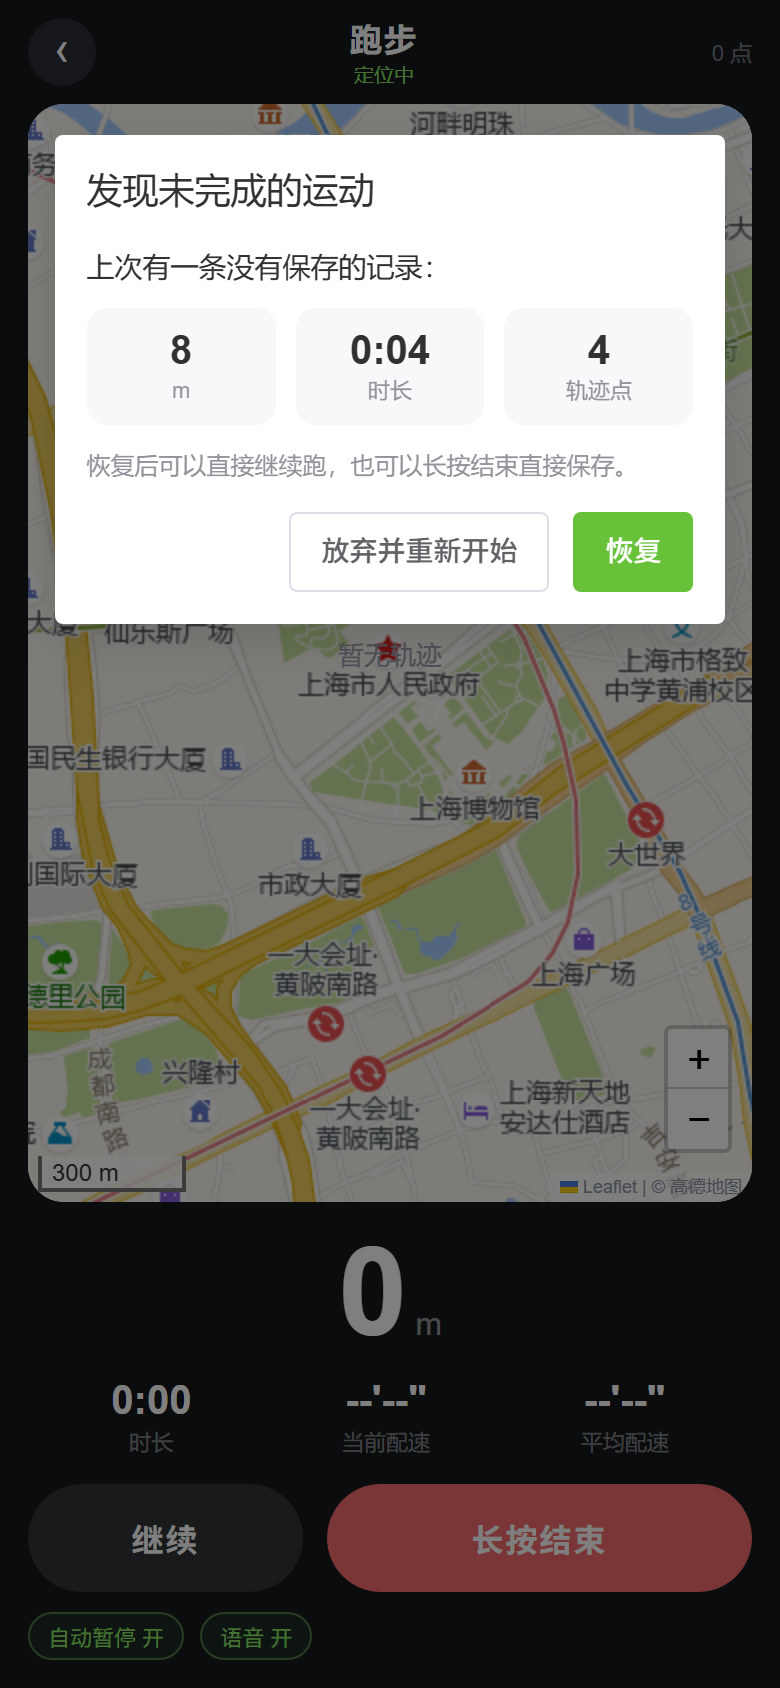 跑步
定位中
0 点
河畔明珠
发现未完成的运动
上次有一条没有保存的记录：
8
m
0:04
时长
4
轨迹点
恢复后可以直接继续跑，也可以长按结束直接保存。
放弃并重新开始
恢复
仙乐斯广场
暂无轨迹
上海市人民政府
上海市格致
中学黄浦校区
国民生银行大厦
上海博物馆
大世界
国际大厦
市政大厦
8号线
一大会址·
黄陂南路
上海广场
德里公园
成都南路
兴隆村
一大会址·
黄陂南路
上海新天地
安达仕酒店
+
−
300 m
Leaflet | © 高德地图
0 m
0:00
时长
--'--"
当前配速
--'--"
平均配速
继续
长按结束
自动暂停 开
语音 开